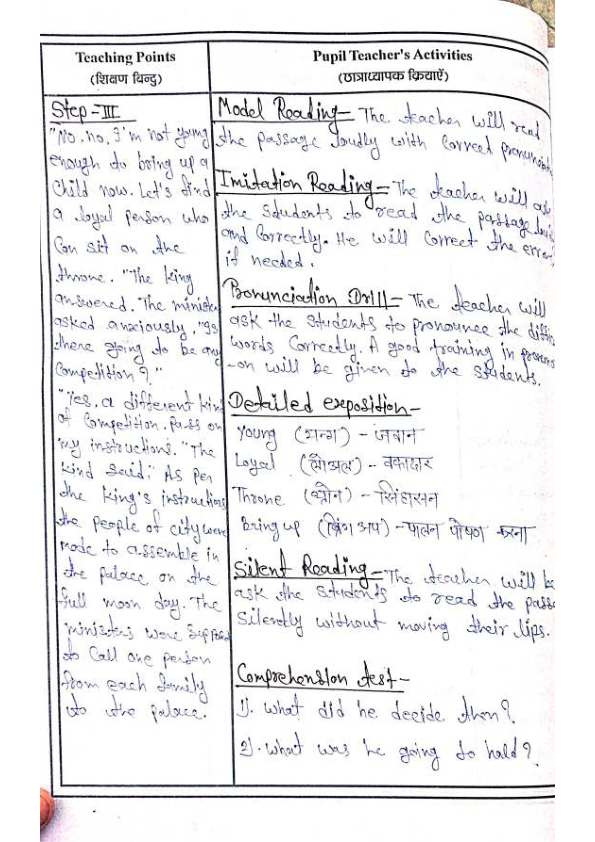 Teaching Points
(शिक्षण बिन्दु)
Step-III
"No, no, I'm not young
enough to bring up a
child now. Let's find
a loyal person who
can sit on the
throne. "The king
answered. The minister
asked anxiously, "Is
there going to be any
competition?"
"Yes, a different kind
of competition. Pass on
my instructions. "The
kind said," As per
the king's instructions
the people of city were
made to assemble in
the palace on the
full moon day. The
ministers were supposed
to call one person
from each family
to the palace.
Pupil Teacher's Activities
(छात्राध्यापक क्रियाऐं)
Model Reading- The teacher will read
the passage loudly with correct
Imitation Reading- The teacher will ask
the students to read the passage
and correctly. He will correct the
if needed.
Pronunciation Drill- The teacher will
ask the students to pronounce the
words correctly. A good training in
-on will be given to the students.
Detailed exposition-
Young - जवान
Loyal (लॉअल) - वफादार
Throne (थ्रोन) - सिंहासन
Bring up (ब्रिंग अप) - पालन पोषण करना
Silent Reading- The teacher will be
ask the students to read the
silently without moving their lips.
Comprehension test-
1). What did he decide then?
2). What was he going to hold?